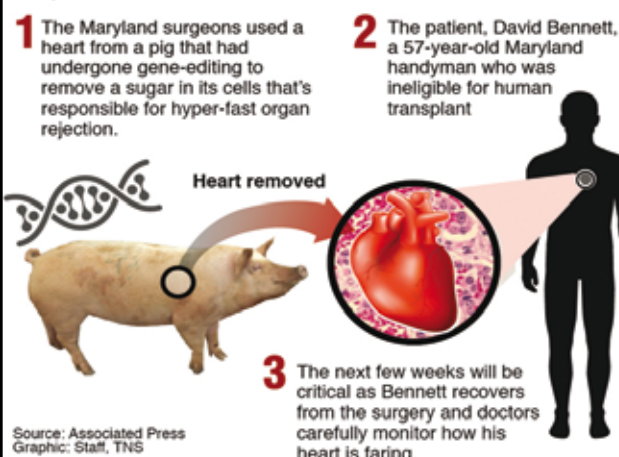 1 The Maryland surgeons used a
heart from a pig that had
undergone gene-editing to
remove a sugar in its cells that's
responsible for hyper-fast organ
rejection.
2 The patient, David Bennett,
a 57-year-old Maryland
handyman who was
ineligible for human
transplant
Heart removed
3 The next few weeks will be
critical as Bennett recovers
from the surgery and doctors
carefully monitor how his
heart is faring
Source: Associated Press
Graphic: Staff, TNS